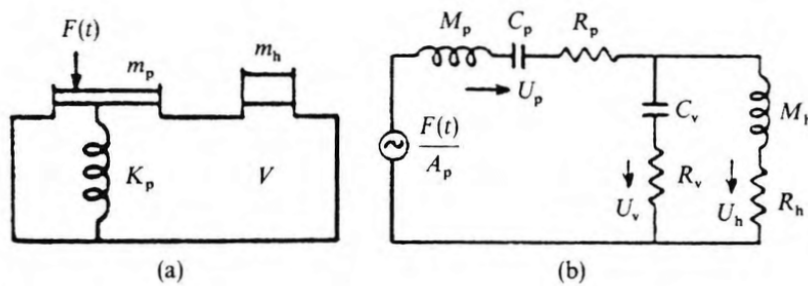 F(t)
m_p
m_h
K_p
V
(a)
M_p
C_p
R_p
U_p
F(t)
A_p
C_v
R_v
U_v
M_h
U_h
R_h
(b)